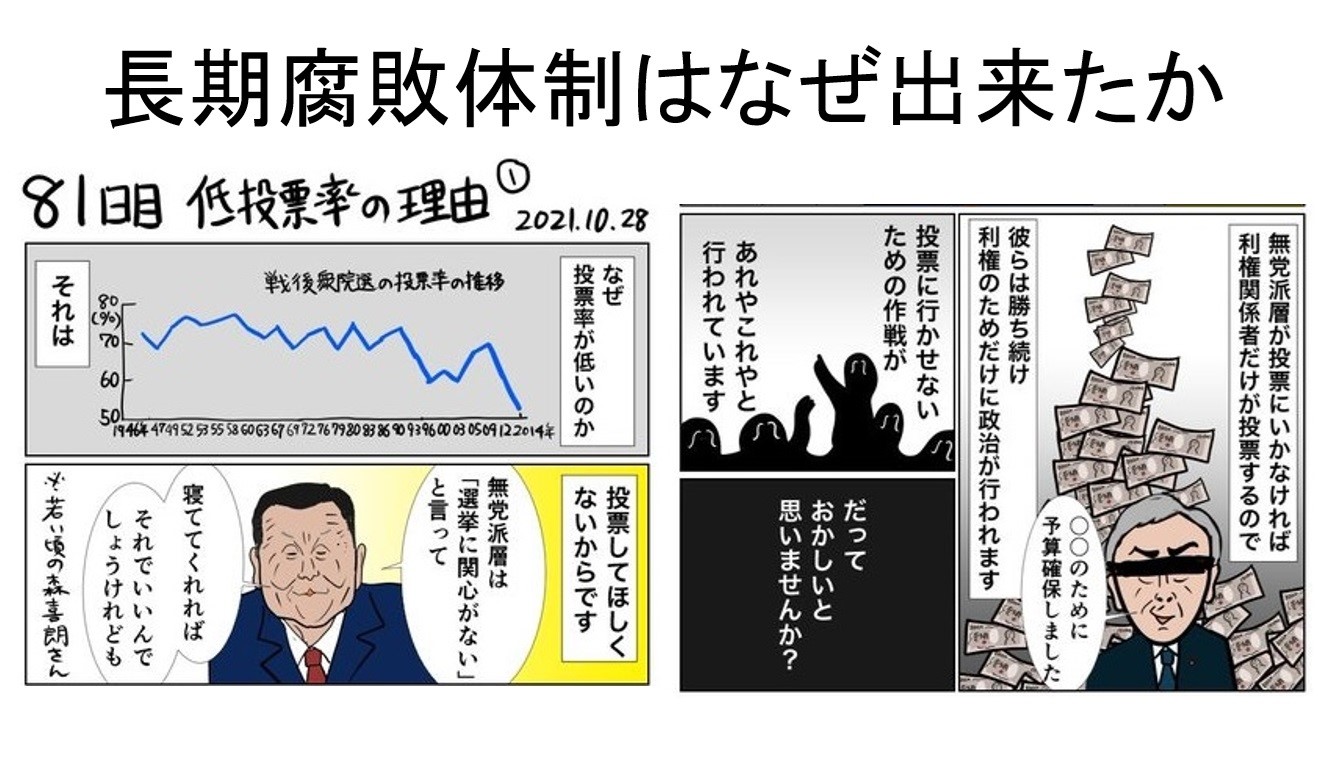 長期腐敗体制はなぜ出来たか
81日目 低投票率の理由①
2021.10.28
なぜ
投票率が低いのか
戦後衆院選の投票率の推移
80
(%)
70
60
50
1946年 47 49 52 53 55 58 60 63 67 69 72 76 79 80 83 86 90 93 96 00 03 05 09 12 2014年
それは
投票してほしく
ないからです
無党派層は
「選挙に関心がない」
と言って
寝ててくれれば
それでいいんで
しょうけれども
※若い頃の森喜朗さん
無党派層が投票にいかなければ
利権関係者だけが投票するので
〇〇のために
予算確保しました
彼らは勝ち続け
利権のためだけに政治が行われます
投票に行かせない
ための作戦が
あれやこれやと
行われています
だって
おかしいと
思いませんか?